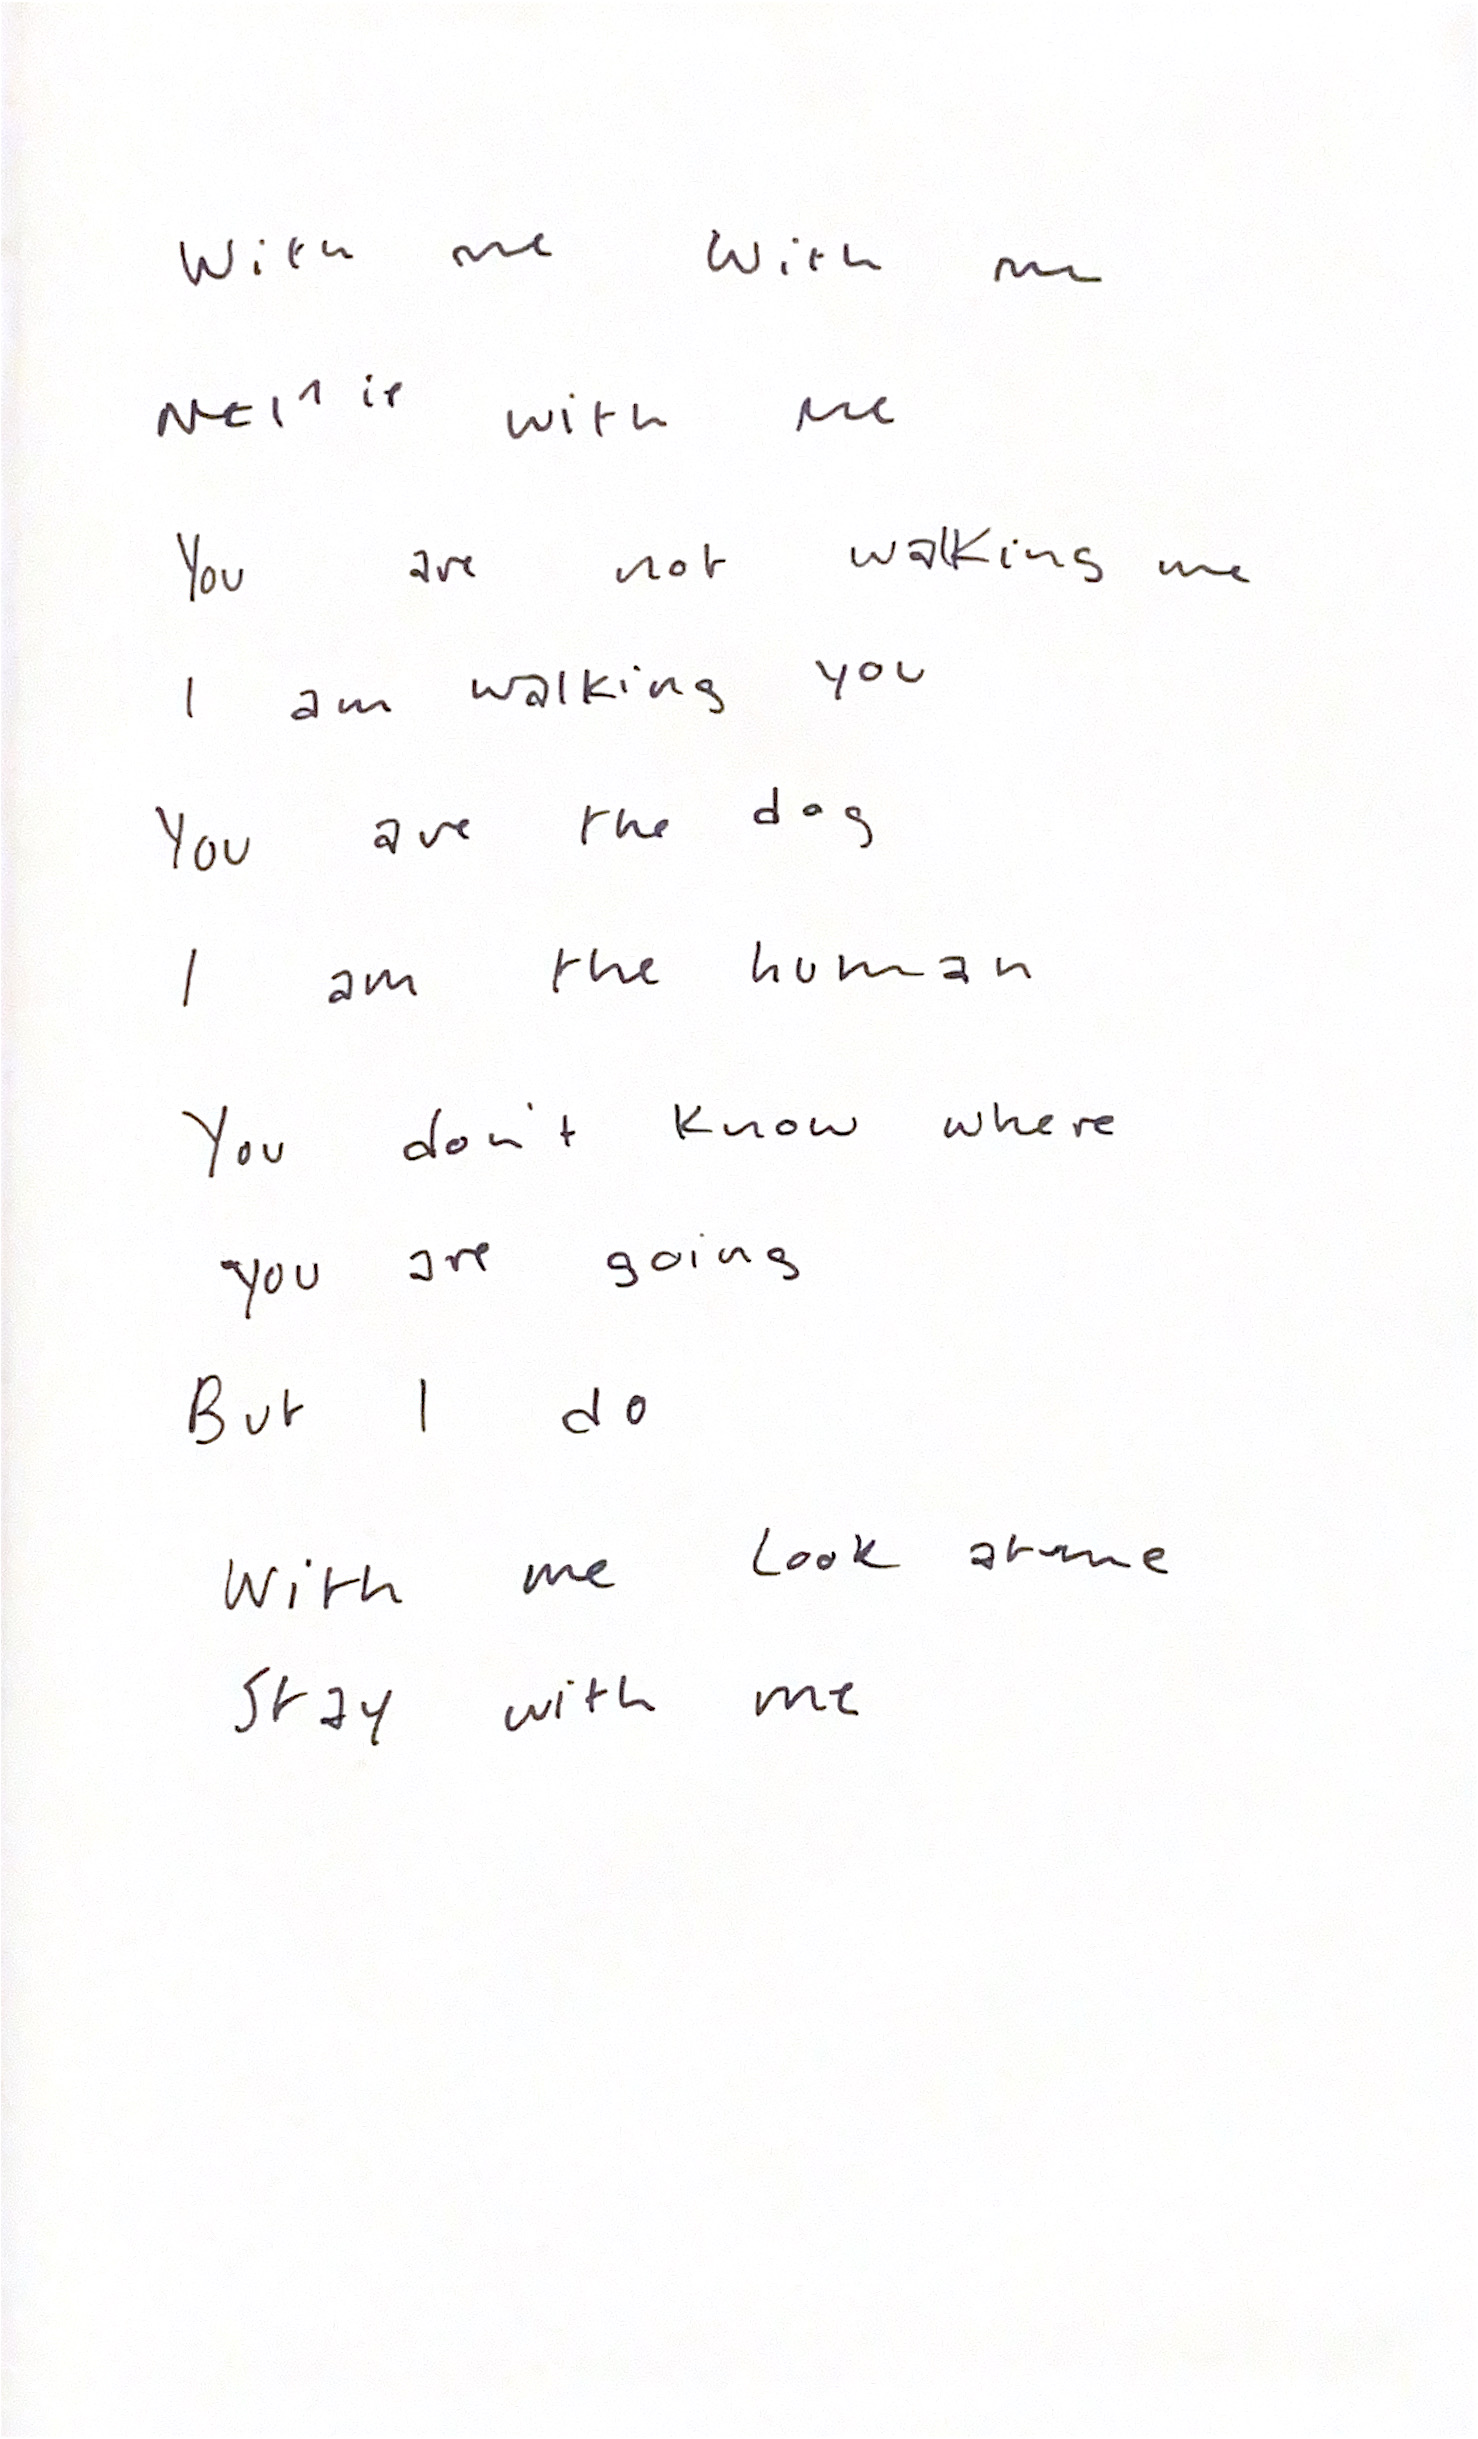 With me With me
Nellie with me
You are not walking me
I am walking you
You are the dog
I am the human
You don't know where
you are going
But I do
With me Look at me
Stay with me